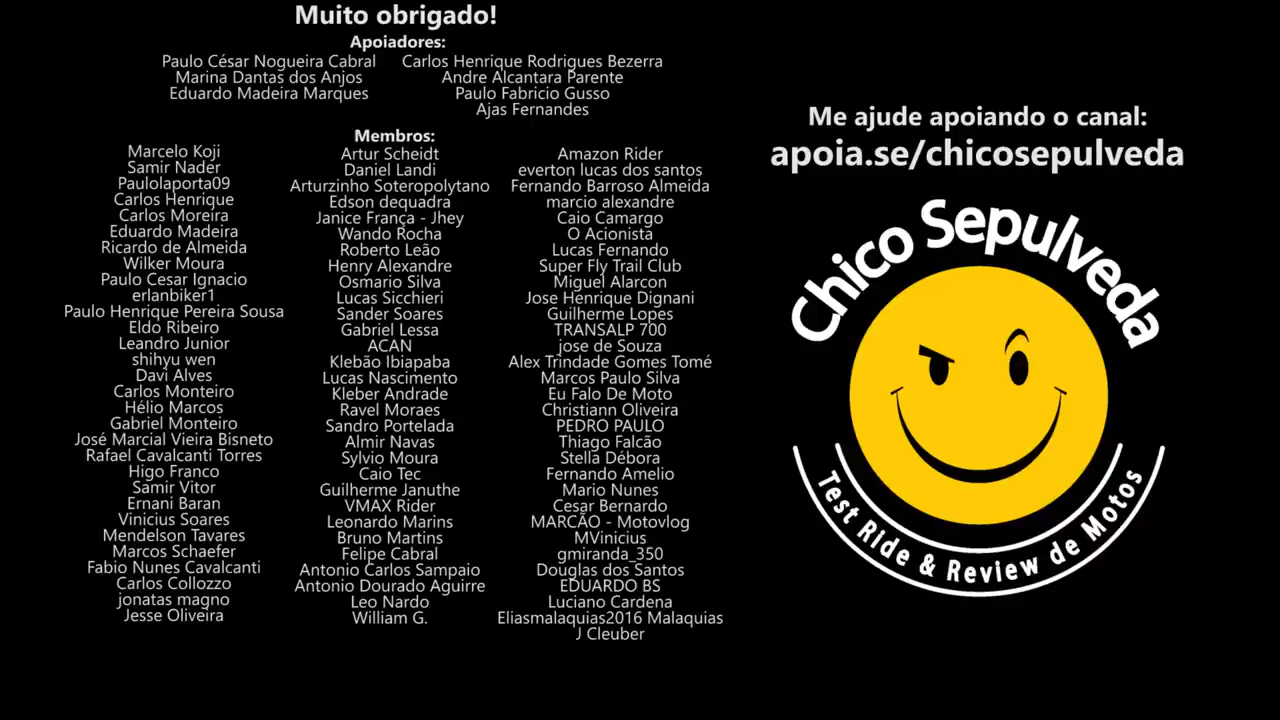 Muito obrigado!
Apoiadores:
Paulo César Nogueira Cabral
Marina Dantas dos Anjos
Eduardo Madeira Marques
Carlos Henrique Rodrigues Bezerra
Andre Alcantara Parente
Paulo Fabricio Gusso
Ajas Fernandes
Membros:
Marcelo Koji
Samir Nader
Paulolaporta09
Carlos Henrique
Carlos Moreira
Eduardo Madeira
Ricardo de Almeida
Wilker Moura
Paulo Cesar Ignacio
erlanbiker1
Paulo Henrique Pereira Sousa
Eldo Ribeiro
Leandro Junior
shihyu wen
Davi Alves
Carlos Monteiro
Hélio Marcos
Gabriel Monteiro
José Marcial Vieira Bisneto
Rafael Cavalcanti Torres
Higo Franco
Samir Vitor
Ernani Baran
Vinicius Soares
Mendelson Tavares
Marcos Schaefer
Fabio Nunes Cavalcanti
Carlos Collozzo
jonatas magno
Jesse Oliveira
Artur Scheidt
Daniel Landi
Arturzinho Soteropolytano
Edson dequadra
Janice França - Jhey
Wando Rocha
Roberto Leão
Henry Alexandre
Osmario Silva
Lucas Sicchieri
Sander Soares
Gabriel Lessa
ACAN
Klebão Ibiapaba
Lucas Nascimento
Kleber Andrade
Ravel Moraes
Sandro Portelada
Almir Navas
Sylvio Moura
Caio Tec
Guilherme Januthe
VMAX Rider
Leonardo Marins
Bruno Martins
Felipe Cabral
Antonio Carlos Sampaio
Antonio Dourado Aguirre
Leo Nardo
William G.
Amazon Rider
everton lucas dos santos
Fernando Barroso Almeida
marcio alexandre
Caio Camargo
O Acionista
Lucas Fernando
Super Fly Trail Club
Miguel Alarcon
Jose Henrique Dignani
Guilherme Lopes
TRANSALP 700
jose de Souza
Alex Trindade Gomes Tomé
Marcos Paulo Silva
Eu Falo De Moto
Christiann Oliveira
PEDRO PAULO
Thiago Falcão
Stella Débora
Fernando Amelio
Mario Nunes
Cesar Bernardo
MARCÃO - Motovlog
MVinicius
gmiranda_350
Douglas dos Santos
EDUARDO BS
Luciano Cardena
Eliasmalaquias2016 Malaquias
J Cleuber
Me ajude apoiando o canal:
apoia.se/chicosepulveda
Chico Sepulveda
Test Ride & Review de Motos